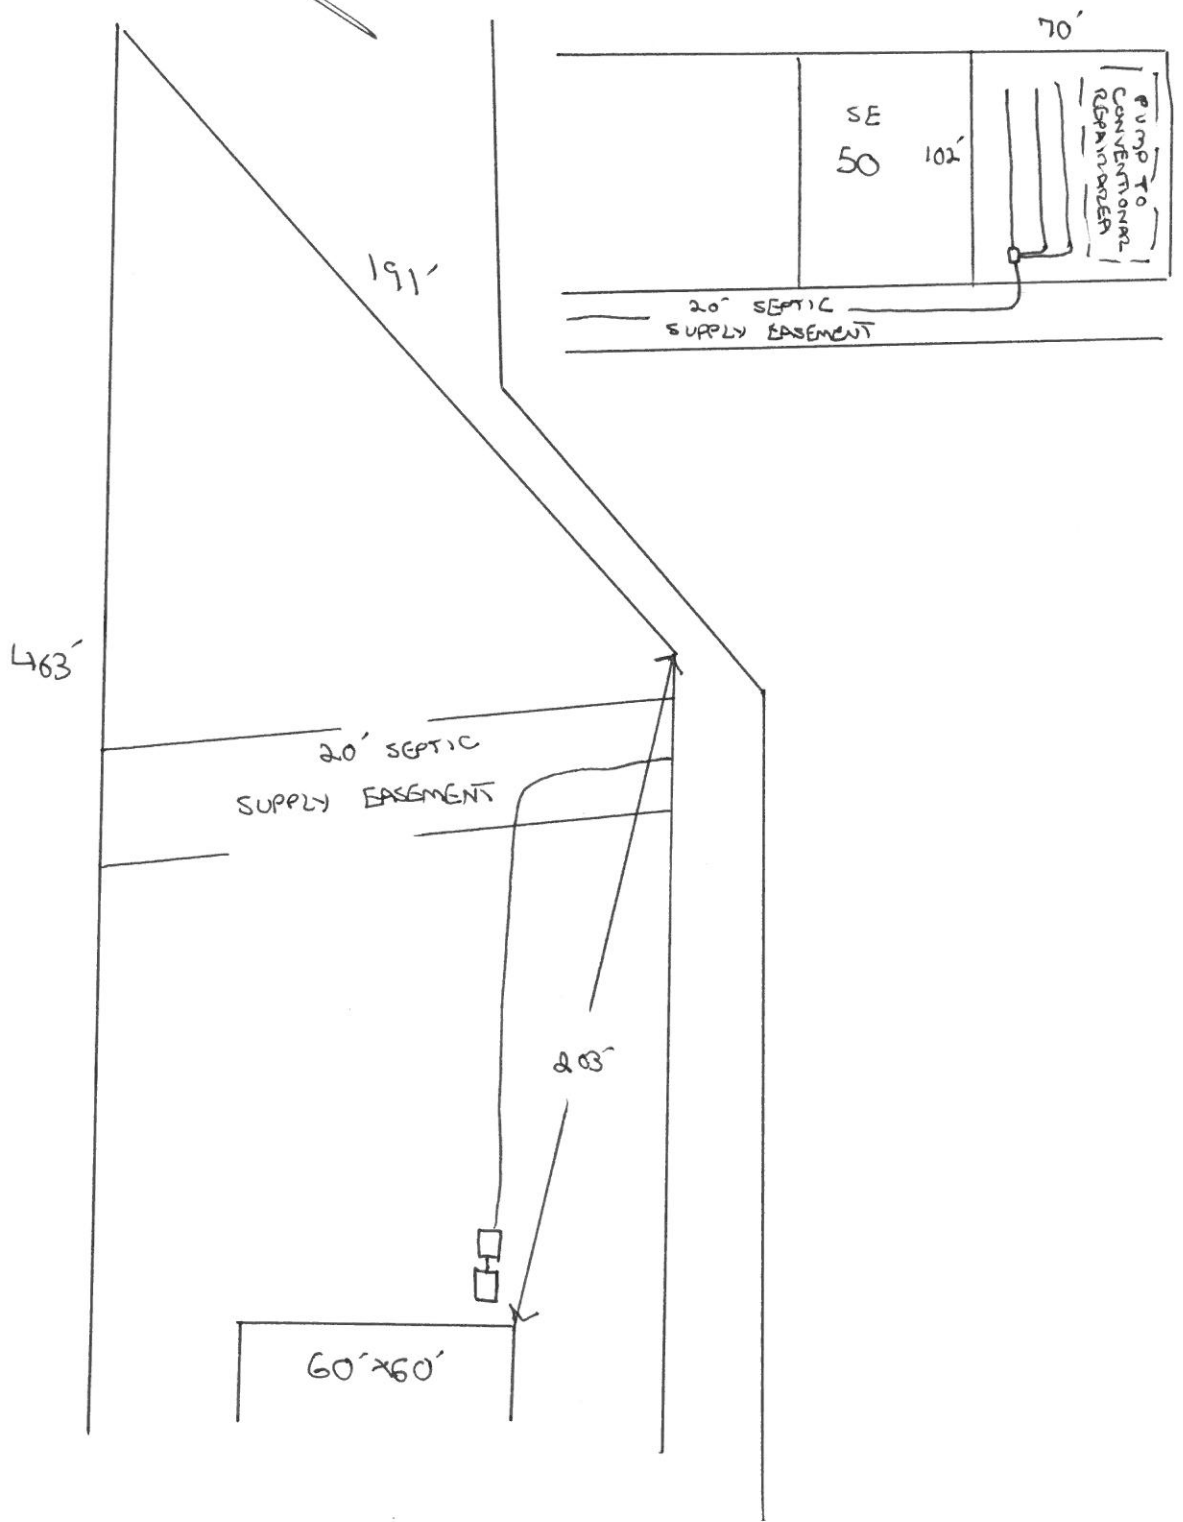 70'
SE
50
102'
PUMP TO
CONVENTIONAL
REPAIR AREA
20' SEPTIC
SUPPLY EASEMENT
191'
463'
20' SEPTIC
SUPPLY EASEMENT
203'
60'x60'